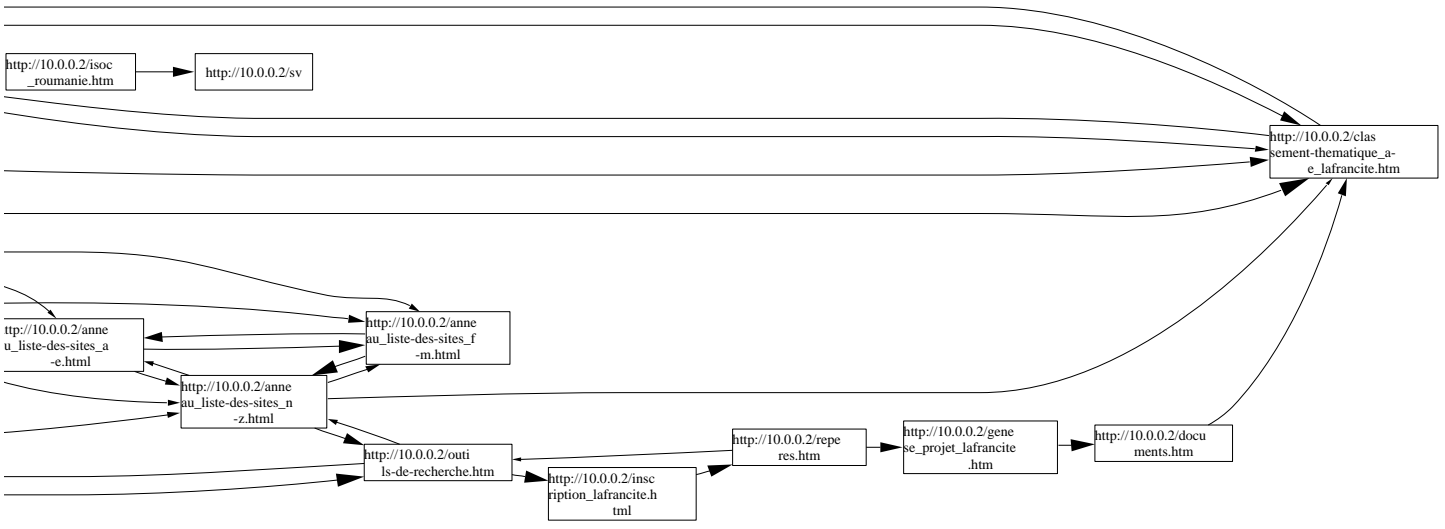 http://10.0.0.2/isoc
_roumanie.htm
http://10.0.0.2/sv
http://10.0.0.2/clas
sement-thematique_a-
e_lafrancite.htm
ttp://10.0.0.2/anne
u_liste-des-sites_a
-e.html
http://10.0.0.2/anne
au_liste-des-sites_f
-m.html
http://10.0.0.2/anne
au_liste-des-sites_n
-z.html
http://10.0.0.2/outi
ls-de-recherche.htm
http://10.0.0.2/insc
ription_lafrancite.h
tml
http://10.0.0.2/repe
res.htm
http://10.0.0.2/gene
se_projet_lafrancite
.htm
http://10.0.0.2/docu
ments.htm